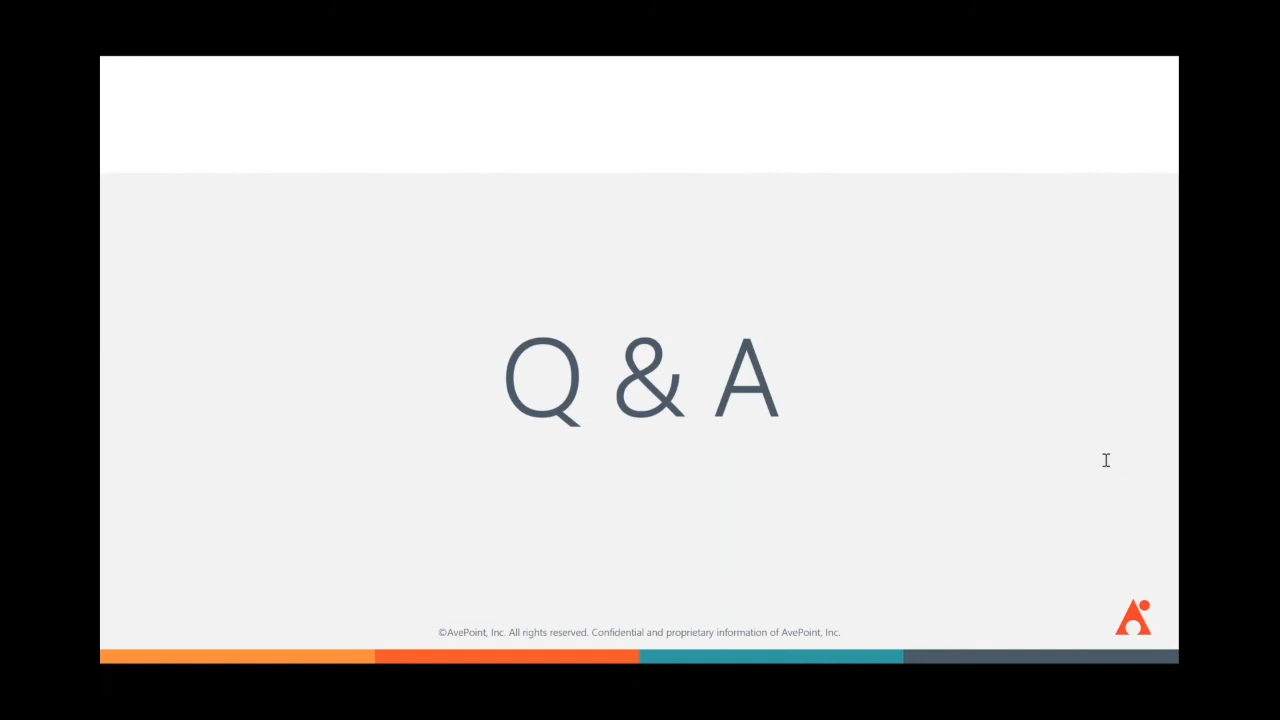 Q & A
©AvePoint, Inc. All rights reserved. Confidential and proprietary information of AvePoint, Inc.